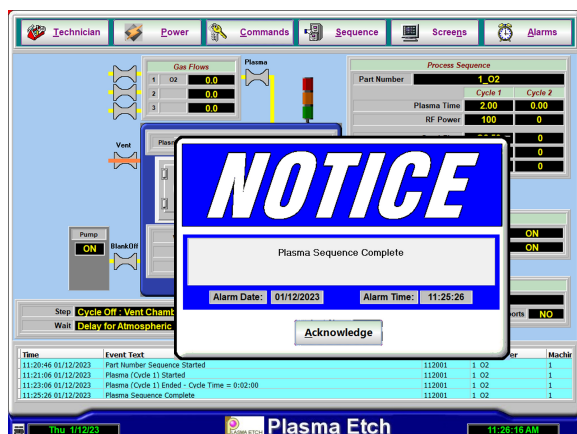 Technician Power Commands Sequence Screens Alarms
Gas Flows
1 O2 0.0
2 0.0
3 0.0
Plasma
Vent
Pump
ON
BlankOff
Process Sequence
Part Number 1_O2
Cycle 1 Cycle 2
Plasma Time 2.00 0.00
RF Power 100 0
0
0
NOTICE
Plasma Sequence Complete
Alarm Date: 01/12/2023 Alarm Time: 11:25:26
Acknowledge
ON
ON
NO
Step Cycle Off : Vent
Wait Delay for Atmospheric
Time Event Text Machin
11:20:46 01/12/2023 Part Number Sequence Started 112001 1 O2 1
11:21:06 01/12/2023 Plasma (Cycle 1) Started 112001 1 O2 1
11:23:06 01/12/2023 Plasma (Cycle 1) Ended - Cycle Time = 0:02:00 112001 1 O2 1
11:25:26 01/12/2023 Plasma Sequence Complete 112001 1 O2 1
Thu 1/12/23 PLASMA ETCH Plasma Etch 11:26:16 AM